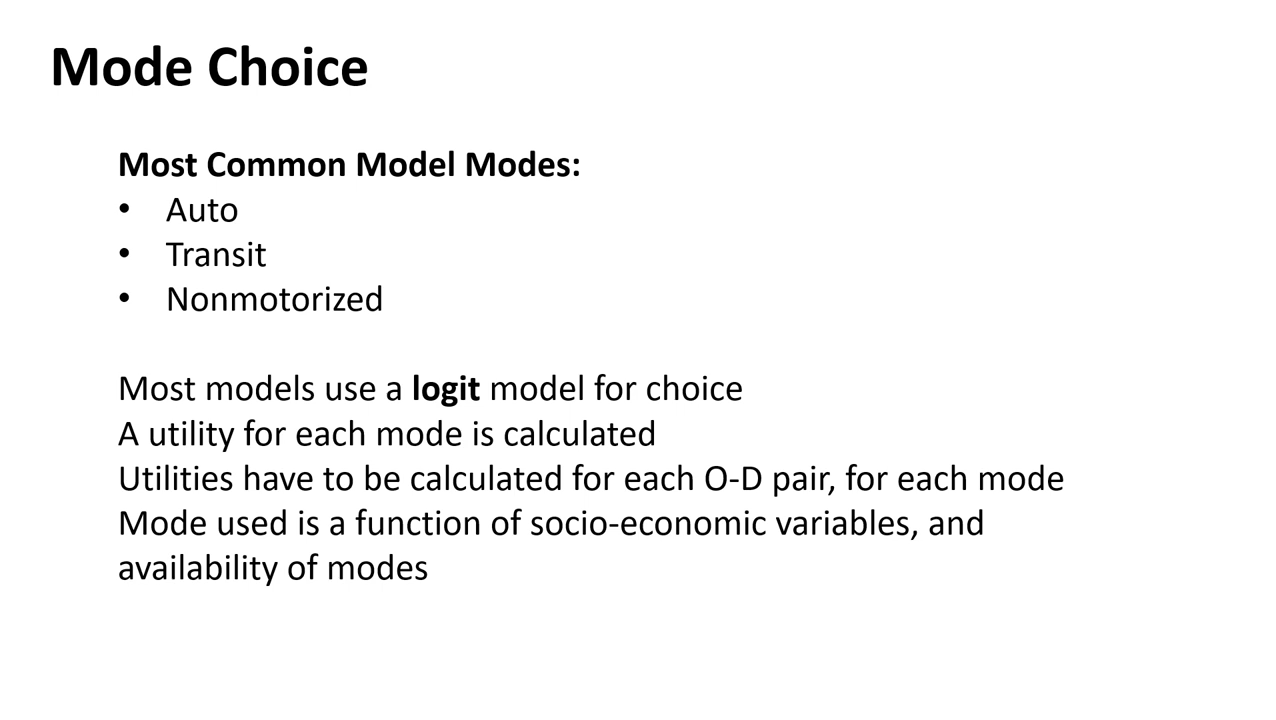 Mode Choice
Most Common Model Modes:
• Auto
• Transit
• Nonmotorized
Most models use a logit model for choice
A utility for each mode is calculated
Utilities have to be calculated for each O-D pair, for each mode
Mode used is a function of socio-economic variables, and
availability of modes